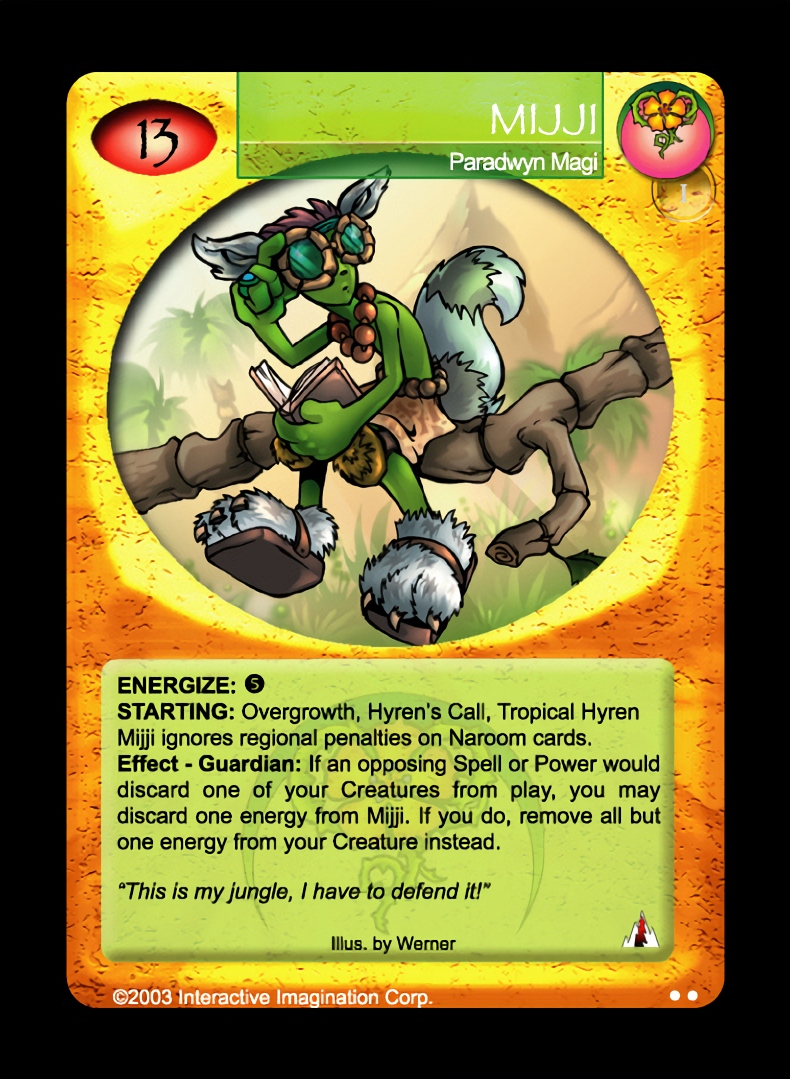 13
MIJJI
Paradwyn Magi
1
ENERGIZE: 5
STARTING: Overgrowth, Hyren's Call, Tropical Hyren
Mijji ignores regional penalties on Naroom cards.
Effect - Guardian: If an opposing Spell or Power would
discard one of your Creatures from play, you may
discard one energy from Mijji. If you do, remove all but
one energy from your Creature instead.
"This is my jungle, I have to defend it!"
Illus. by Werner
©2003 Interactive Imagination Corp.